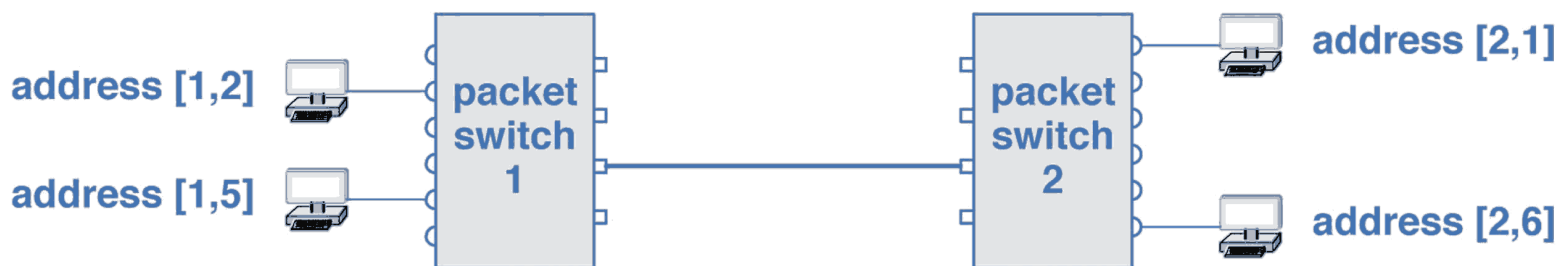 address [1,2]
address [1,5]
packet
switch
1
packet
switch
2
address [2,1]
address [2,6]